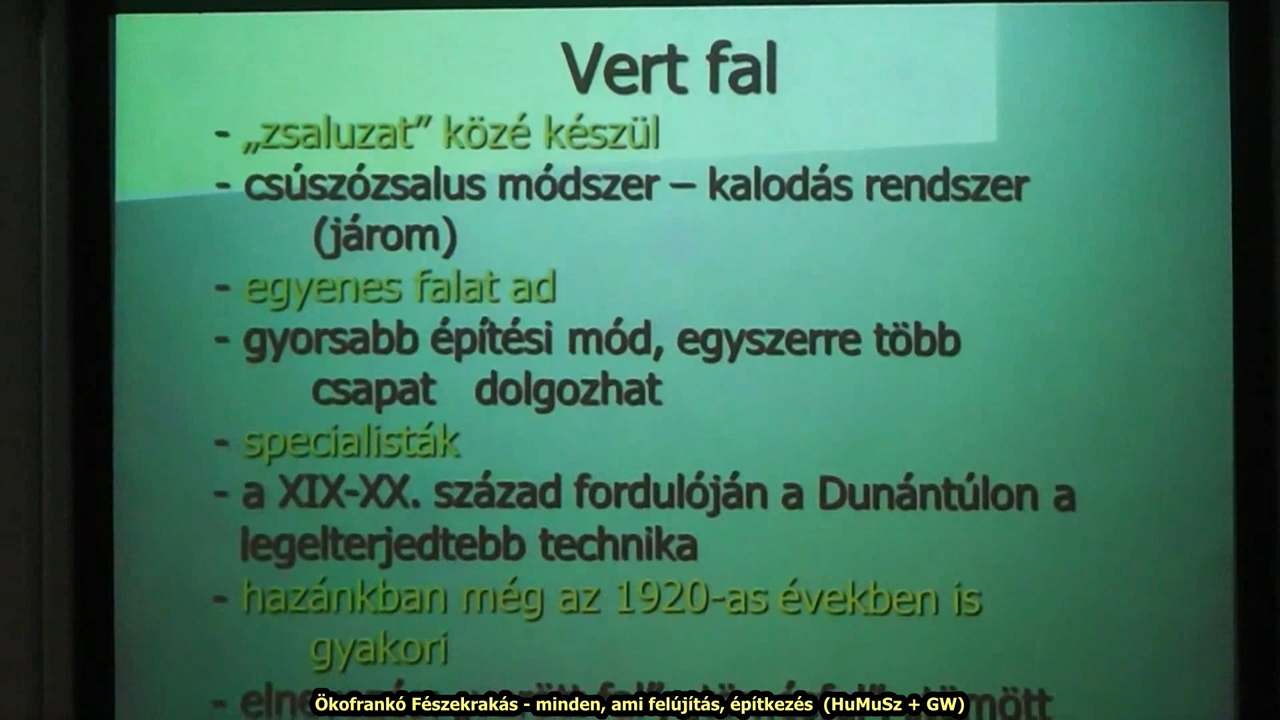 Vert fal
- „zsaluzat” közé készül
- csúszózsalus módszer – kalodás rendszer
(járom)
- egyenes falat ad
- gyorsabb építési mód, egyszerre több
csapat dolgozhat
- specialisták
- a XIX-XX. század fordulóján a Dunántúlon a
legelterjedtebb technika
- hazánkban még az 1920-as években is
gyakori
Ökofrankó Fészekrakás - minden, ami felújítás, építkezés (HuMuSz + GW)